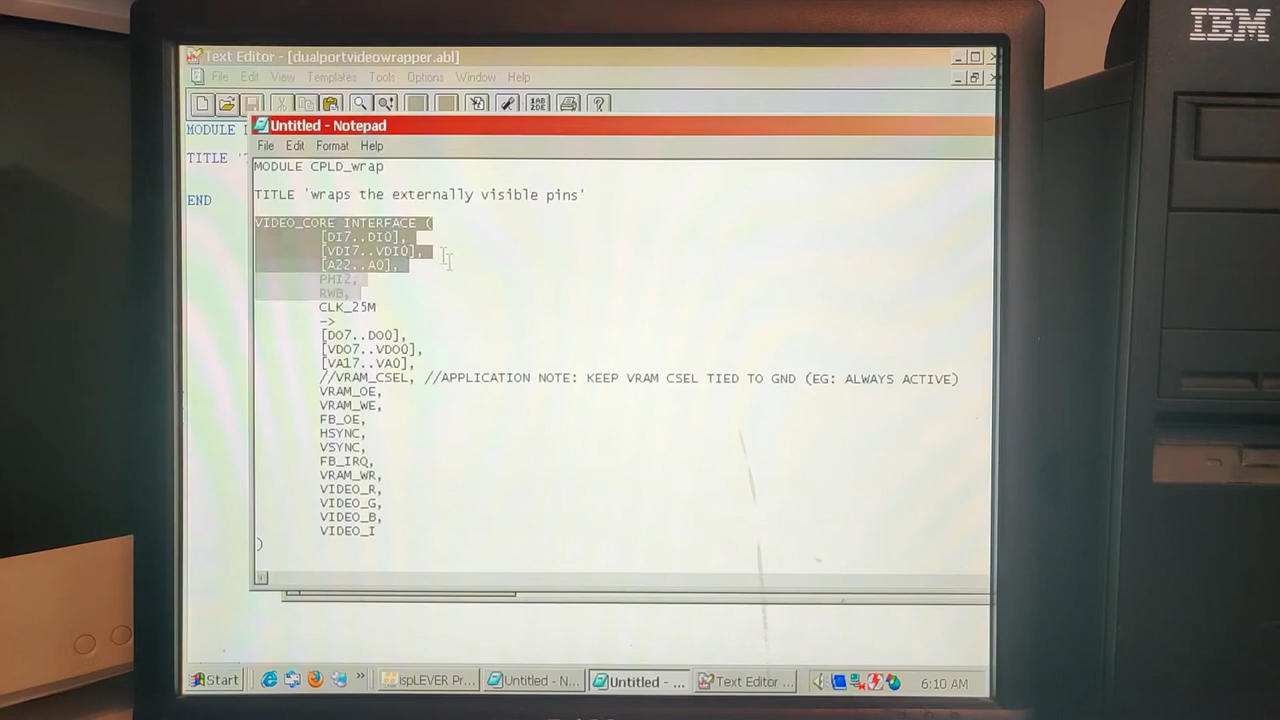 IBM
Text Editor - [dualportvideowrapper.abl]
File Edit View Templates Tools Options Window Help
MODULE
TITLE
END
Untitled - Notepad
File Edit Format Help
MODULE CPLD_wrap
TITLE 'wraps the externally visible pins'
VIDEO_CORE INTERFACE (
[DI7..DI0],
[VDI7..VDI0],
[A22..A0],
PHI2,
RWB,
CLK_25M
->
[DO7..DO0],
[VDO7..VDO0],
[VA17..VA0],
//VRAM_CSEL, //APPLICATION NOTE: KEEP VRAM CSEL TIED TO GND (EG: ALWAYS ACTIVE)
VRAM_OE,
VRAM_WE,
FB_OE,
HSYNC,
VSYNC,
FB_IRQ,
VRAM_WR,
VIDEO_R,
VIDEO_G,
VIDEO_B,
VIDEO_I
)
Start » ispLEVER Pr... Untitled - N... Untitled - ... Text Editor ... 6:10 AM